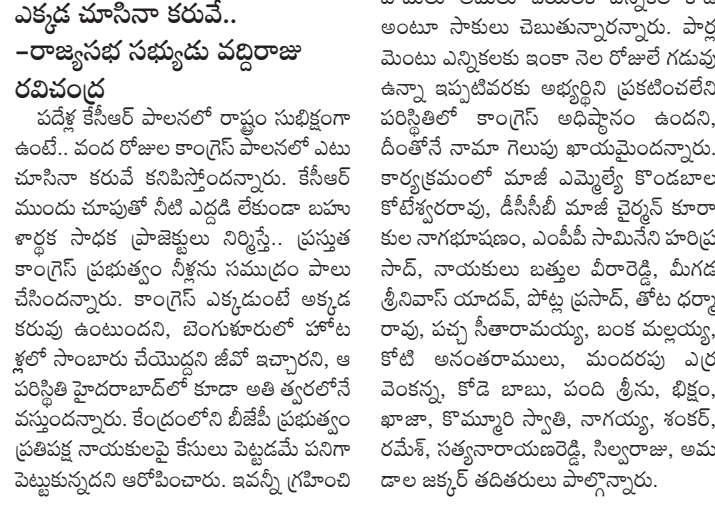 ఎక్కడ చూసినా కరువే..
-రాజ్యసభ సభ్యుడు వద్దిరాజు
రవిచంద్ర
పదేళ్ల కేసీఆర్ పాలనలో రాష్ట్రం సుభిక్షంగా
ఉంటే.. వంద రోజుల కాంగ్రెస్ పాలనలో ఎటు
చూసినా కరువే కనిపిస్తోందన్నారు. కేసీఆర్
ముందు చూపుతో నీటి ఎద్దడి లేకుండా బహు
ళార్థక సాధక ప్రాజెక్టులు నిర్మిస్తే.. ప్రస్తుత
కాంగ్రెస్ ప్రభుత్వం నీళ్లను సముద్రం పాలు
చేసిందన్నారు. కాంగ్రెస్ ఎక్కడుంటే అక్కడ
కరువు ఉంటుందని, బెంగుళూరులో హోట
ళ్లలో సాంబారు చేయొద్దని జీవో ఇచ్చారని, ఆ
పరిస్థితి హైదరాబాద్‌లో కూడా అతి త్వరలోనే
వస్తుందన్నారు. కేంద్రంలోని బీజేపీ ప్రభుత్వం
ప్రతిపక్ష నాయకులపై కేసులు పెట్టడమే పనిగా
పెట్టుకున్నదని ఆరోపించారు. ఇవన్నీ గ్రహించి
అంటూ సాకులు చెబుతున్నారన్నారు. పార్ల
మెంటు ఎన్నికలకు ఇంకా నెల రోజులే గడువు
ఉన్నా ఇప్పటివరకు అభ్యర్థిని ప్రకటించలేని
పరిస్థితిలో కాంగ్రెస్ అధిష్ఠానం ఉందని,
దీంతోనే నామా గెలుపు ఖాయమైందన్నారు.
కార్యక్రమంలో మాజీ ఎమ్మెల్యే కొండబాల
కోటేశ్వరరావు, డీసీసీబీ మాజీ చైర్మన్ కూరా
కుల నాగభూషణం, ఎంపీపీ సామినేని హరిప్ర
సాద్, నాయకులు బత్తుల వీరారెడ్డి, మీగడ
శ్రీనివాస్ యాదవ్, పోట్ల ప్రసాద్, తోట ధర్మా
రావు, పచ్చ సీతారామయ్య, బంక మల్లయ్య,
కోటి అనంతరాములు, మందరపు ఎర్ర
వెంకన్న, కోడె బాబు, పంది శ్రీను, భిక్షం,
ఖాజా, కొమ్మూరి స్వాతి, నాగయ్య, శంకర్,
రమేశ్, సత్యనారాయణరెడ్డి, సిల్వరాజు, అమ
డాల జక్కర్ తదితరులు పాల్గొన్నారు.